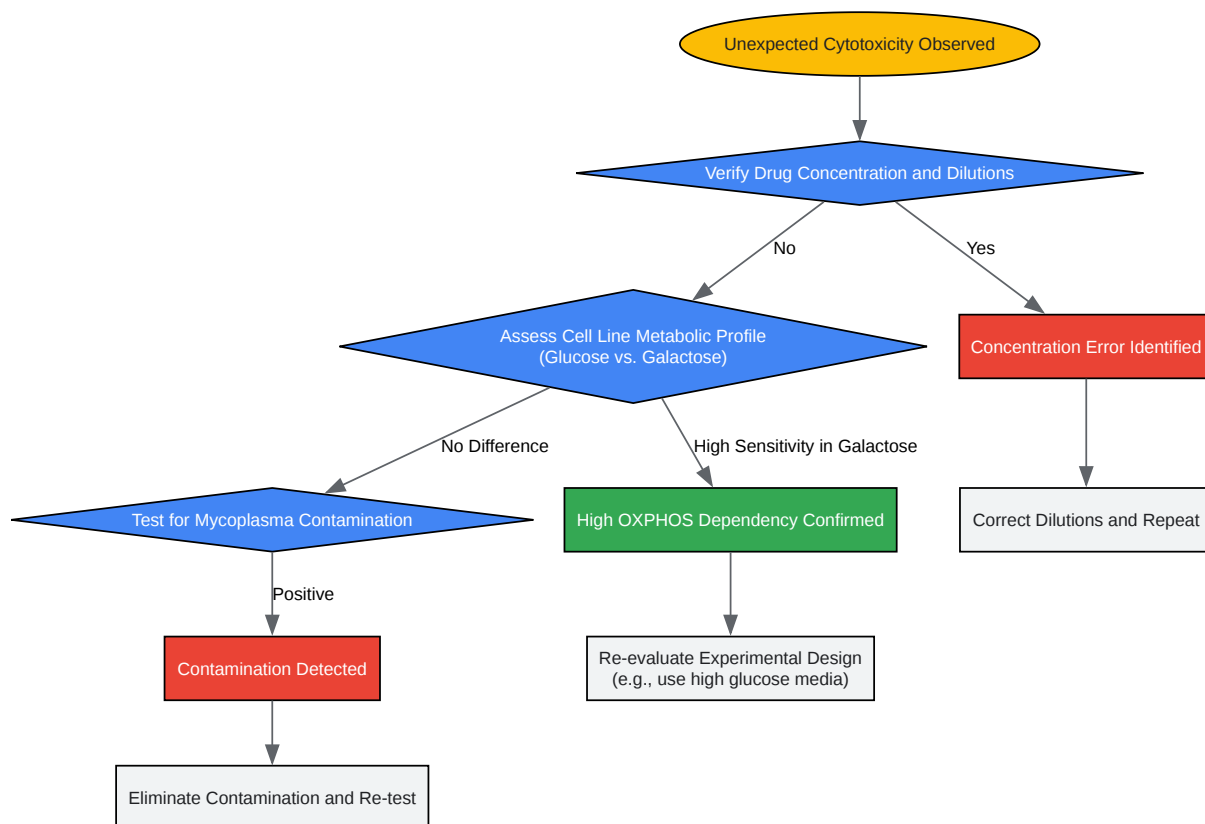 Unexpected Cytotoxicity Observed
Verify Drug Concentration and Dilutions
No
Yes
Assess Cell Line Metabolic Profile
(Glucose vs. Galactose)
Concentration Error Identified
No Difference
High Sensitivity in Galactose
Test for Mycoplasma Contamination
High OXPHOS Dependency Confirmed
Correct Dilutions and Repeat
Positive
Contamination Detected
Re-evaluate Experimental Design
(e.g., use high glucose media)
Eliminate Contamination and Re-test